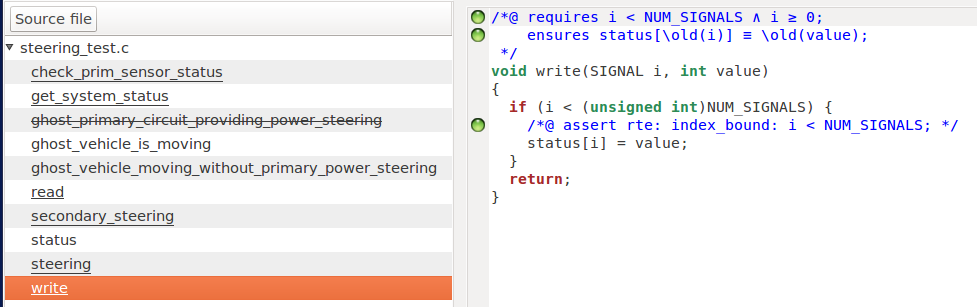 Source file
steering_test.c
check_prim_sensor_status
get_system_status
ghost_primary_circuit_providing_power_steering
ghost_vehicle_is_moving
ghost_vehicle_moving_without_primary_power_steering
read
secondary_steering
status
steering
write
/*@ requires i < NUM_SIGNALS ∧ i ≥ 0;
    ensures status[\old(i)] ≡ \old(value);
 */
void write(SIGNAL i, int value)
{
  if (i < (unsigned int)NUM_SIGNALS) {
    /*@ assert rte: index_bound: i < NUM_SIGNALS; */
    status[i] = value;
  }
  return;
}